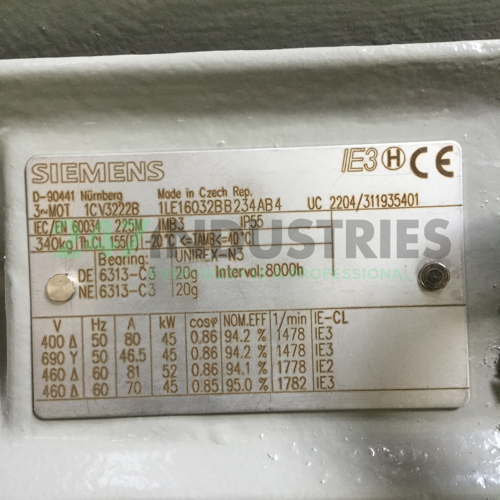 SIEMENS IE3 H CE
D-90441 Nürnberg Made in Czech Rep.
3~MOT 1CV3222B 1LE16032BB234AB4 UC 2204/311935401
IEC/EN 60034 225M IMB3 IP55
340kg Th.CL. 155(F) -20°C<=TAMB<=40°C
Bearing: UNIREX-N3
DE 6313-C3 20g Interval: 8000h
NE 6313-C3 20g
V Hz A kW cosφ NOM.EFF 1/min IE-CL
400 Δ 50 80 45 0.86 94.2 % 1478 IE3
690 Y 50 46.5 45 0.86 94.2 % 1478 IE3
460 Δ 60 81 52 0.86 94.1 % 1778 IE2
460 Δ 60 70 45 0.85 95.0 % 1782 IE3
INDUSTRIES